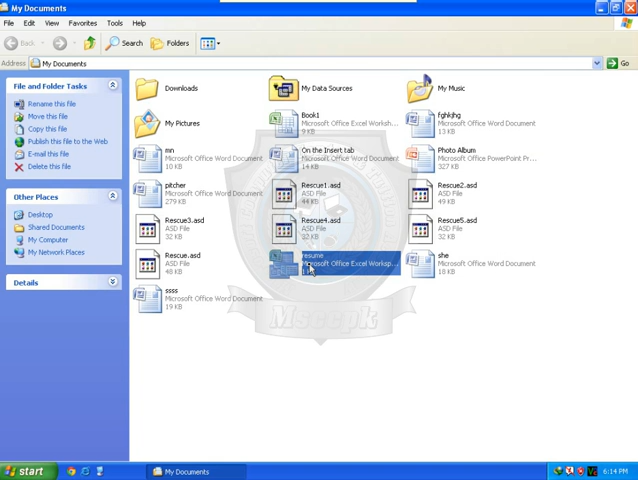 My Documents
File Edit View Favorites Tools Help
Back Search Folders
Address My Documents Go
File and Folder Tasks
Rename this file
Move this file
Copy this file
Publish this file to the Web
E-mail this file
Delete this file
Other Places
Desktop
Shared Documents
My Computer
My Network Places
Details
Downloads
My Data Sources
My Music
My Pictures
Book1
Microsoft Office Excel Worksh...
9 KB
fghkjhg
Microsoft Office Word Document
13 KB
mn
Microsoft Office Word Document
10 KB
On the Insert tab
Microsoft Office Word Document
14 KB
Photo Album
Microsoft Office PowerPoint Pr...
327 KB
pitcher
Microsoft Office Word Document
279 KB
Rescue1.asd
ASD File
44 KB
Rescue2.asd
ASD File
49 KB
Rescue3.asd
ASD File
32 KB
Rescue4.asd
ASD File
32 KB
Rescue5.asd
ASD File
32 KB
Rescue.asd
ASD File
48 KB
resume
Microsoft Office Excel Worksp...
she
Microsoft Office Word Document
18 KB
ssss
Microsoft Office Word Document
19 KB
Msccpk
start My Documents 6:14 PM